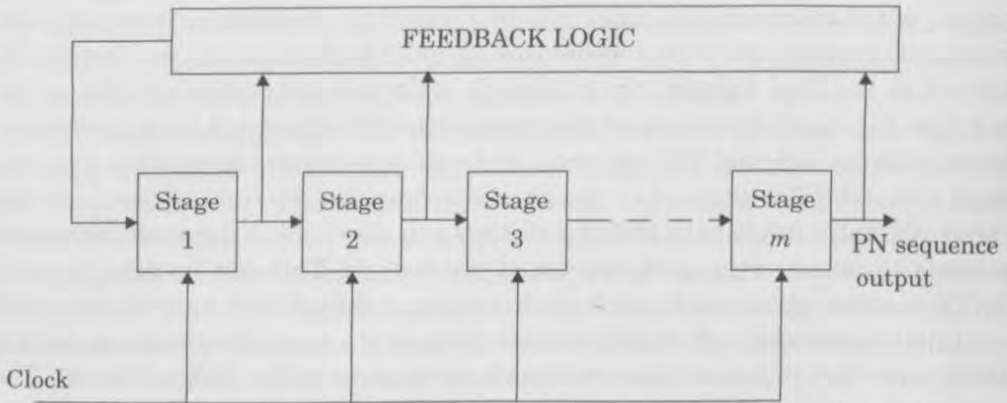 FEEDBACK LOGIC
Stage
1
Stage
2
Stage
3
Stage
m
PN sequence
output
Clock